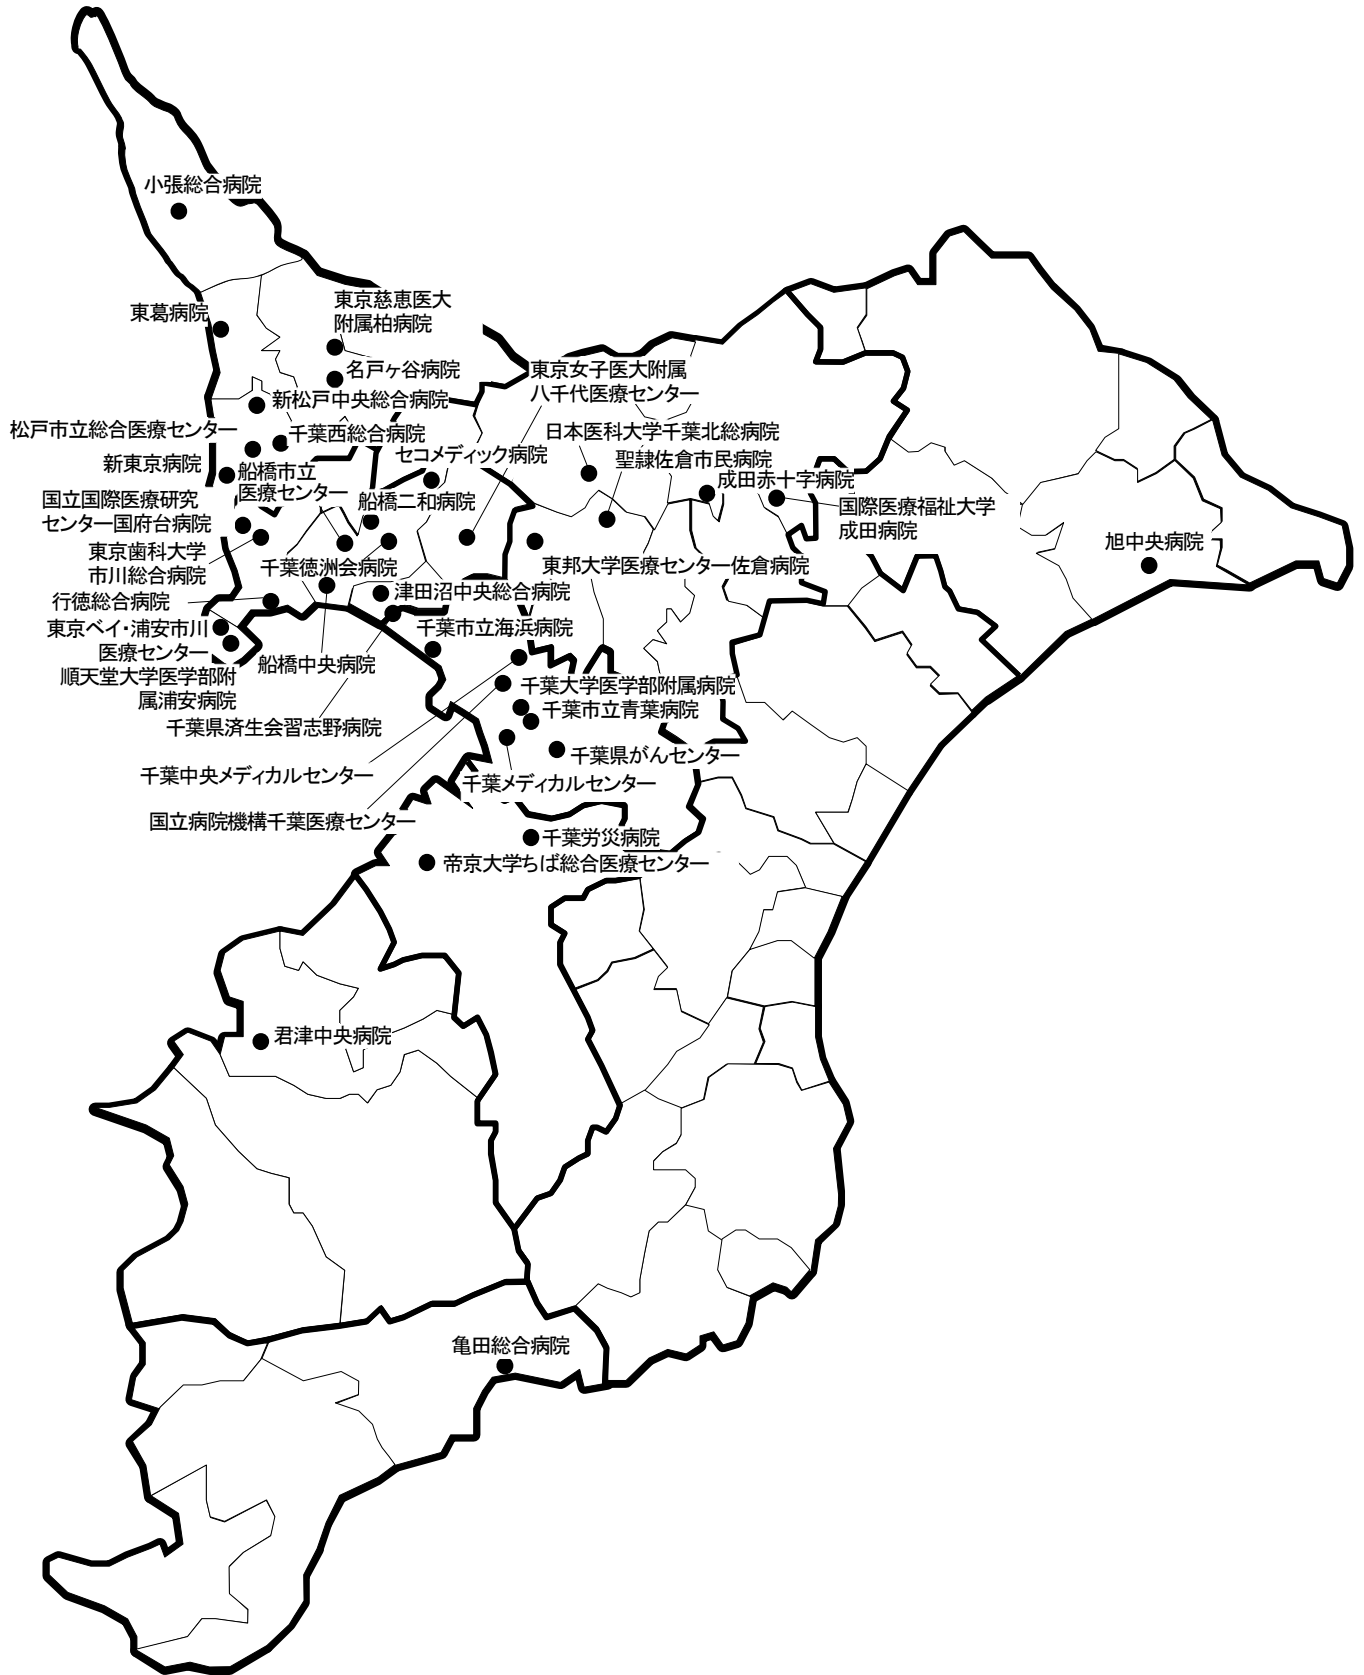 小張総合病院
東葛病院
東京慈恵医大
附属柏病院
名戸ヶ谷病院
東京女子医大附属
八千代医療センター
新松戸中央総合病院
松戸市立総合医療センター
千葉西総合病院
日本医科大学千葉北総病院
セコメディック病院
聖隷佐倉市民病院
新東京病院
船橋市立
医療センター
成田赤十字病院
国立国際医療研究
センター国府台病院
船橋二和病院
国際医療福祉大学
成田病院
東京歯科大学
市川総合病院
旭中央病院
千葉徳洲会病院
東邦大学医療センター佐倉病院
行徳総合病院
津田沼中央総合病院
東京ベイ・浦安市川
医療センター
千葉市立海浜病院
船橋中央病院
順天堂大学医学部附
属浦安病院
千葉大学医学部附属病院
千葉市立青葉病院
千葉県済生会習志野病院
千葉県がんセンター
千葉中央メディカルセンター
千葉メディカルセンター
国立病院機構千葉医療センター
千葉労災病院
帝京大学ちば総合医療センター
君津中央病院
亀田総合病院